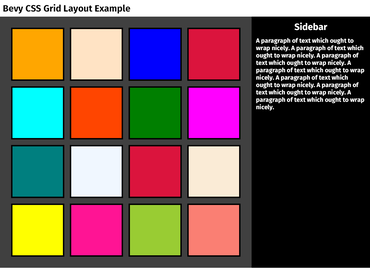 Bevy CSS Grid Layout Example
Sidebar
A paragraph of text which ought to
wrap nicely. A paragraph of text which
ought to wrap nicely. A paragraph of
text which ought to wrap nicely. A
paragraph of text which ought to wrap
nicely. A paragraph of text which
ought to wrap nicely. A paragraph of
text which ought to wrap nicely. A
paragraph of text which ought to wrap
nicely.